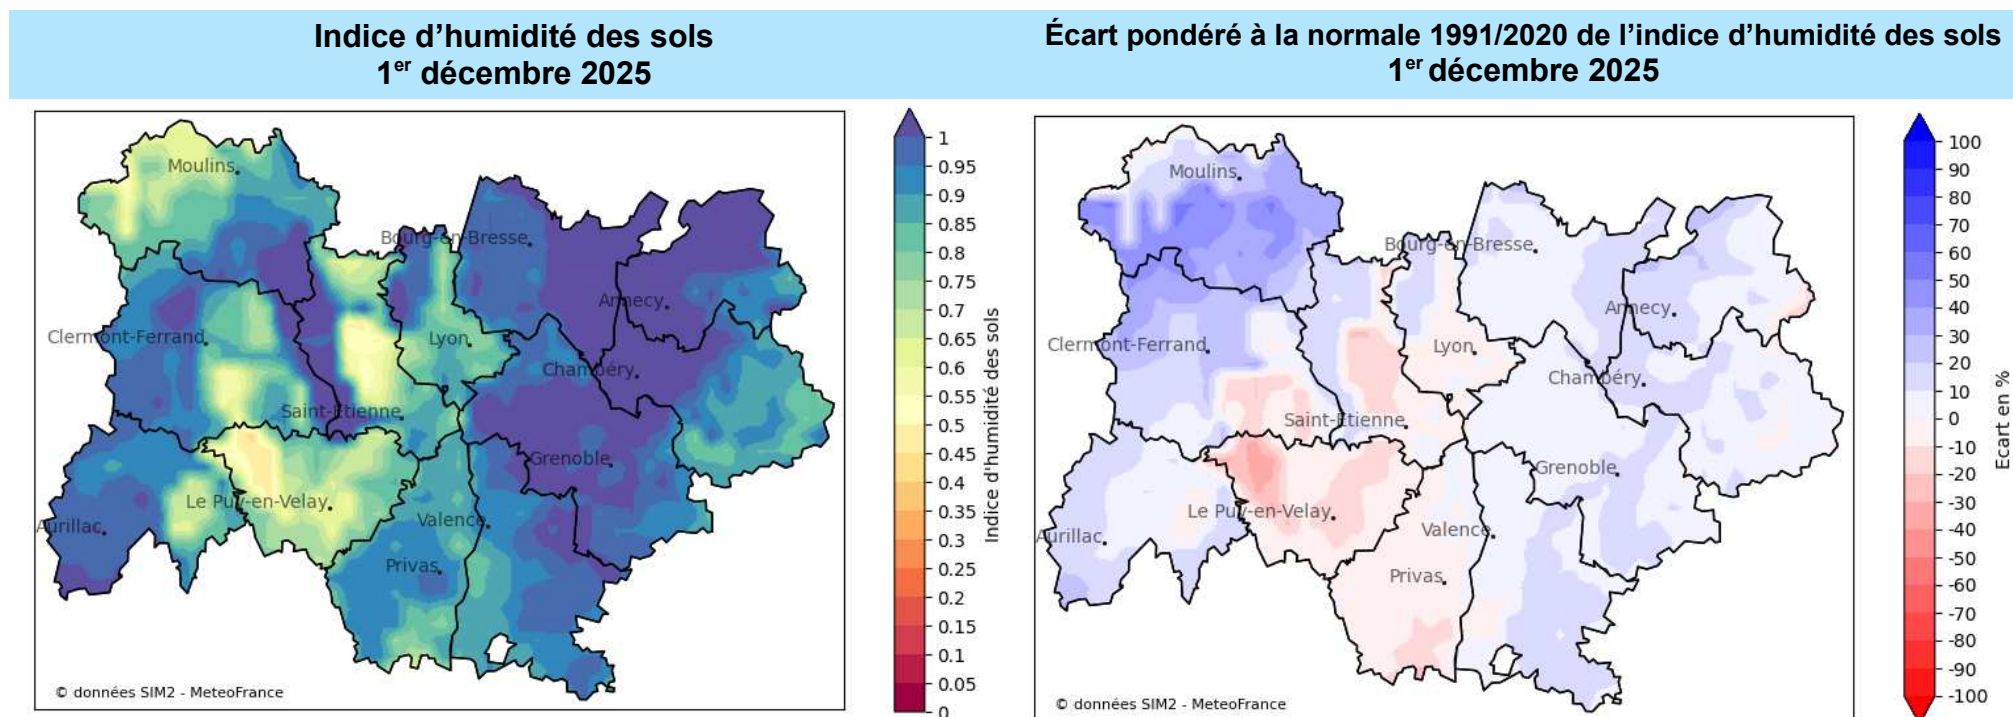 Indice d’humidité des sols
1er décembre 2025
Écart pondéré à la normale 1991/2020 de l’indice d’humidité des sols
1er décembre 2025
Moulins
Bourg-en-Bresse
Annecy
Clermont-Ferrand
Lyon
Chambéry
Saint-Etienne
Grenoble
Le Puy-en-Velay
Aurillac
Valence
Privas
© données SIM2 - MeteoFrance
1
0.95
0.9
0.85
0.8
0.75
0.7
0.65
0.6
0.55
0.5
0.45
0.4
0.35
0.3
0.25
0.2
0.15
0.1
0.05
0
Indice d'humidité des sols
Moulins
Bourg-en-Bresse
Annecy
Clermont-Ferrand
Lyon
Chambéry
Saint-Etienne
Grenoble
Le Puy-en-Velay
Aurillac
Valence
Privas
© données SIM2 - MeteoFrance
100
90
80
70
60
50
40
30
20
10
0
-10
-20
-30
-40
-50
-60
-70
-80
-90
-100
Ecart en %